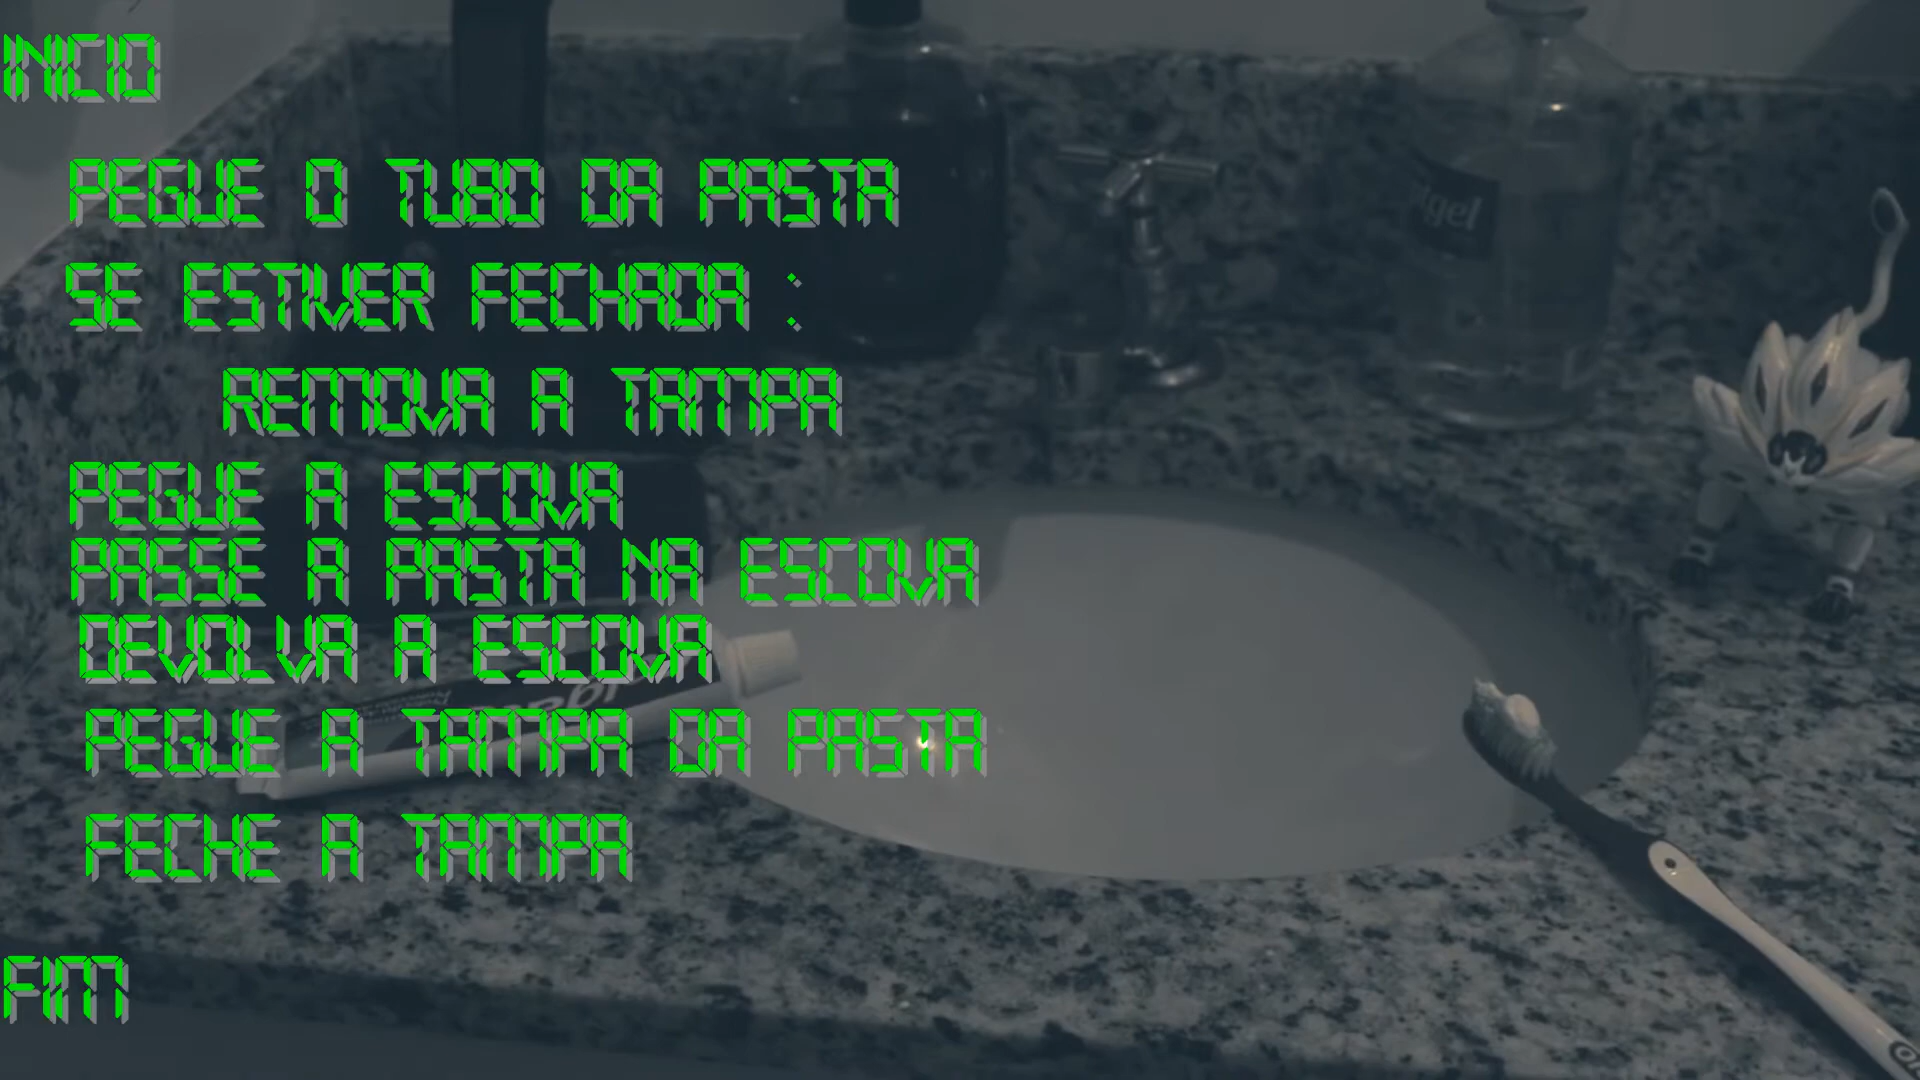 INICIO
PEGUE O TUBO DA PASTA
SE ESTIVER FECHADA :
REMOVA A TAMPA
PEGUE A ESCOVA
PASSE A PASTA NA ESCOVA
DEVOLVA A ESCOVA
PEGUE A TAMPA DA PASTA
FECHE A TAMPA
FIM